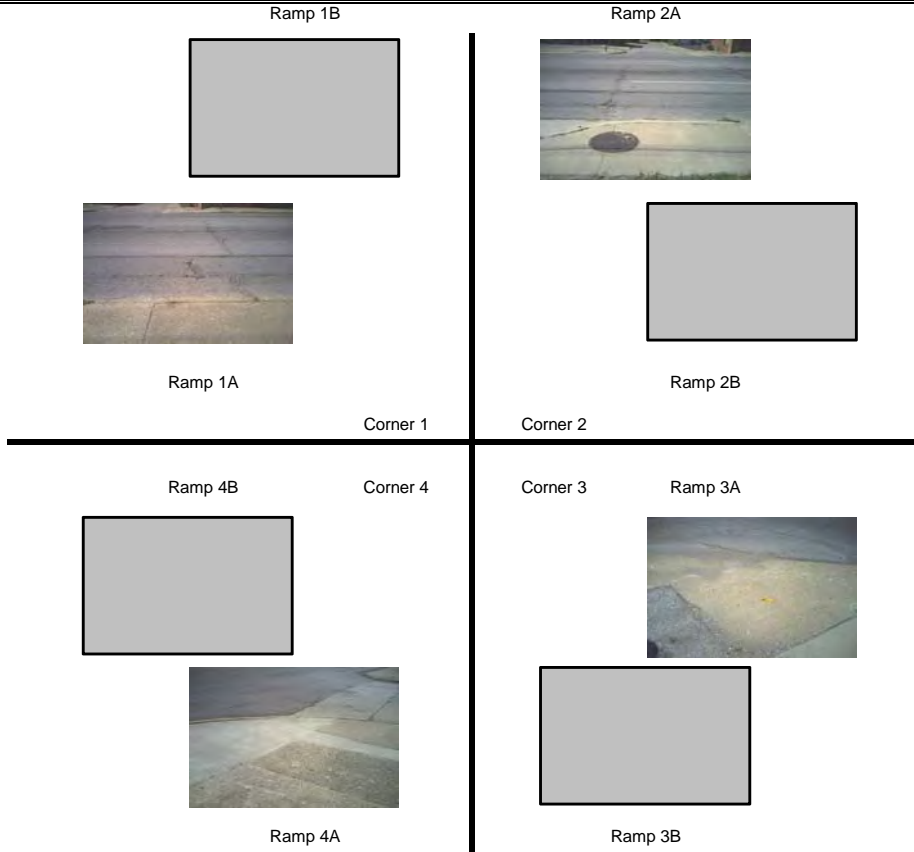 Ramp 1B Ramp 2A
Ramp 1A Ramp 2B
Corner 1 Corner 2
Ramp 4B Corner 4 Corner 3 Ramp 3A
Ramp 4A Ramp 3B